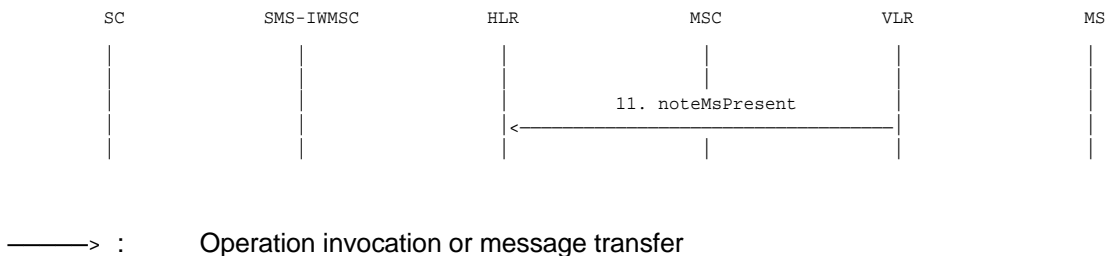 SC SMS-IWMSC HLR MSC VLR MS
11. noteMsPresent
: Operation invocation or message transfer